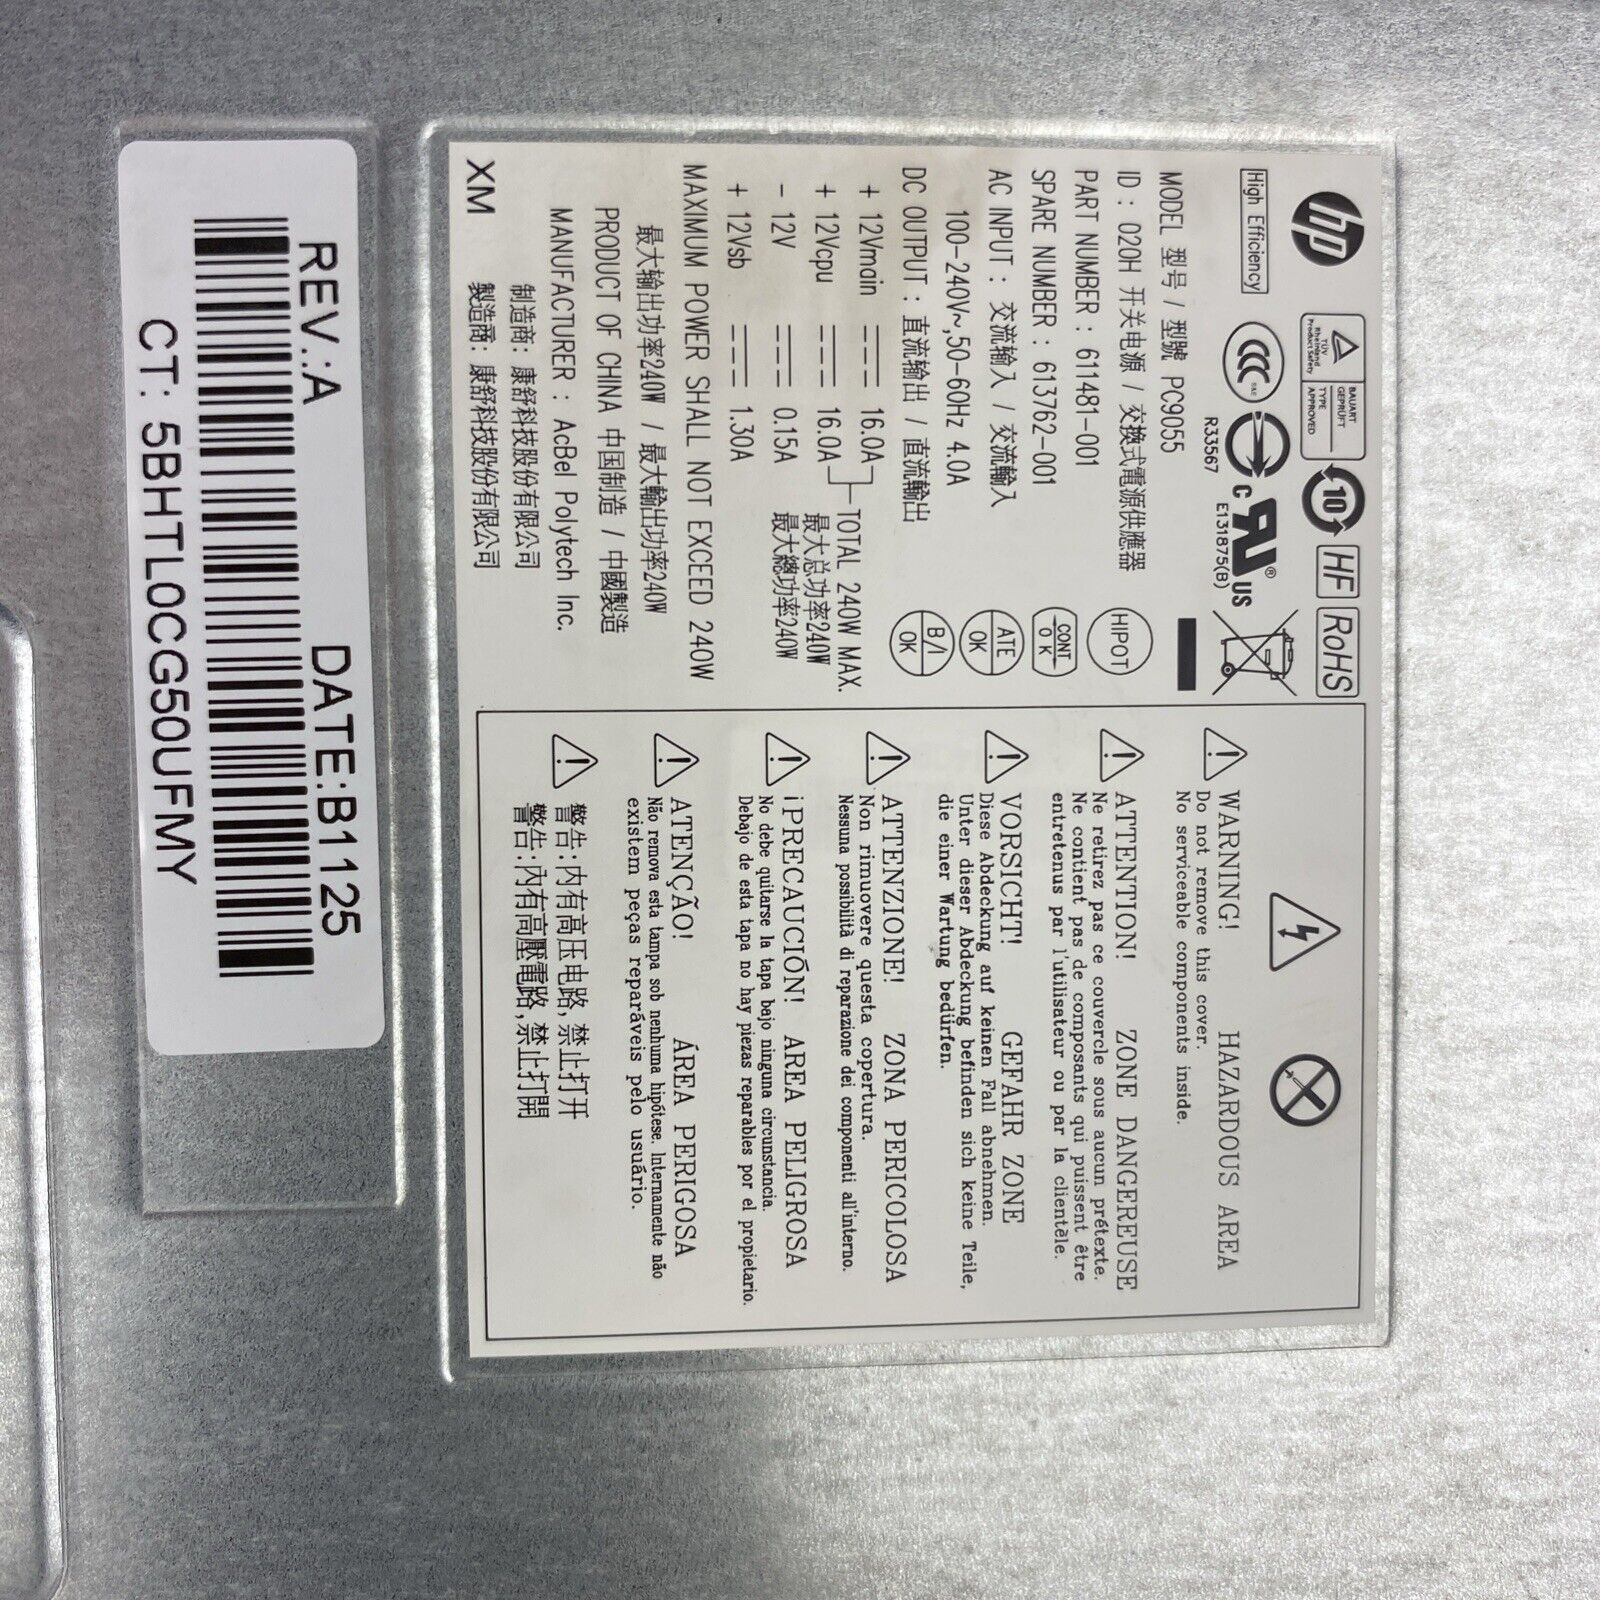 hp
High Efficiency
TÜV Rheinland Product Safety
BAUART GEPRÜFT
TYPE APPROVED
10
HF
RoHS
CCC
S&E
R33567
c UR US ®
E131875(B)
MODEL 型号 / 型號 PC9055
ID : 020H 开关电源 / 交換式電源供應器
PART NUMBER : 611481-001
SPARE NUMBER : 613762-001
AC INPUT : 交流输入 / 交流輸入
100-240V~,50-60Hz 4.0A
DC OUTPUT : 直流输出 / 直流輸出
+ 12Vmain 16.0A
+ 12Vcpu 16.0A
TOTAL 240W MAX.
最大总功率240W
最大總功率240W
- 12V 0.15A
+ 12Vsb 1.30A
MAXIMUM POWER SHALL NOT EXCEED 240W
最大输出功率240W / 最大輸出功率240W
PRODUCT OF CHINA 中国制造 / 中國製造
MANUFACTURER : AcBel Polytech Inc.
制造商: 康舒科技股份有限公司
製造商: 康舒科技股份有限公司
XM
HIPOT
CONT OK
ATE OK
B/I OK
WARNING! HAZARDOUS AREA
Do not remove this cover.
No serviceable components inside.
ATTENTION! ZONE DANGEREUSE
Ne retirez pas ce couvercle sous aucun prétexte.
Ne contient pas de composants qui puissent être
entretenus par l'utilisateur ou par la clientèle.
VORSICHT! GEFAHR ZONE
Diese Abdeckung auf keinen Fall abnehmen.
Unter dieser Abdeckung befinden sich keine Teile,
die einer Wartung bedürfen.
ATTENZIONE! ZONA PERICOLOSA
Non rimuovere questa copertura.
Nessuna possibilità di reparazione dei componenti all'interno.
¡PRECAUCIÓN! AREA PELIGROSA
No debe quitarse la tapa bajo ninguna circunstancia.
Debajo de esta tapa no hay piezas reparables por el propietario.
ATENÇÃO! ÁREA PERIGOSA
Não remova esta tampa sob nenhuma hipótese. Internamente não
existem peças reparáveis pelo usuário.
警告:内有高压电路,禁止打开
警告:內有高壓電路,禁止打開
REV.:A DATE:B1125
CT: 5BHTL0CG50UFMY